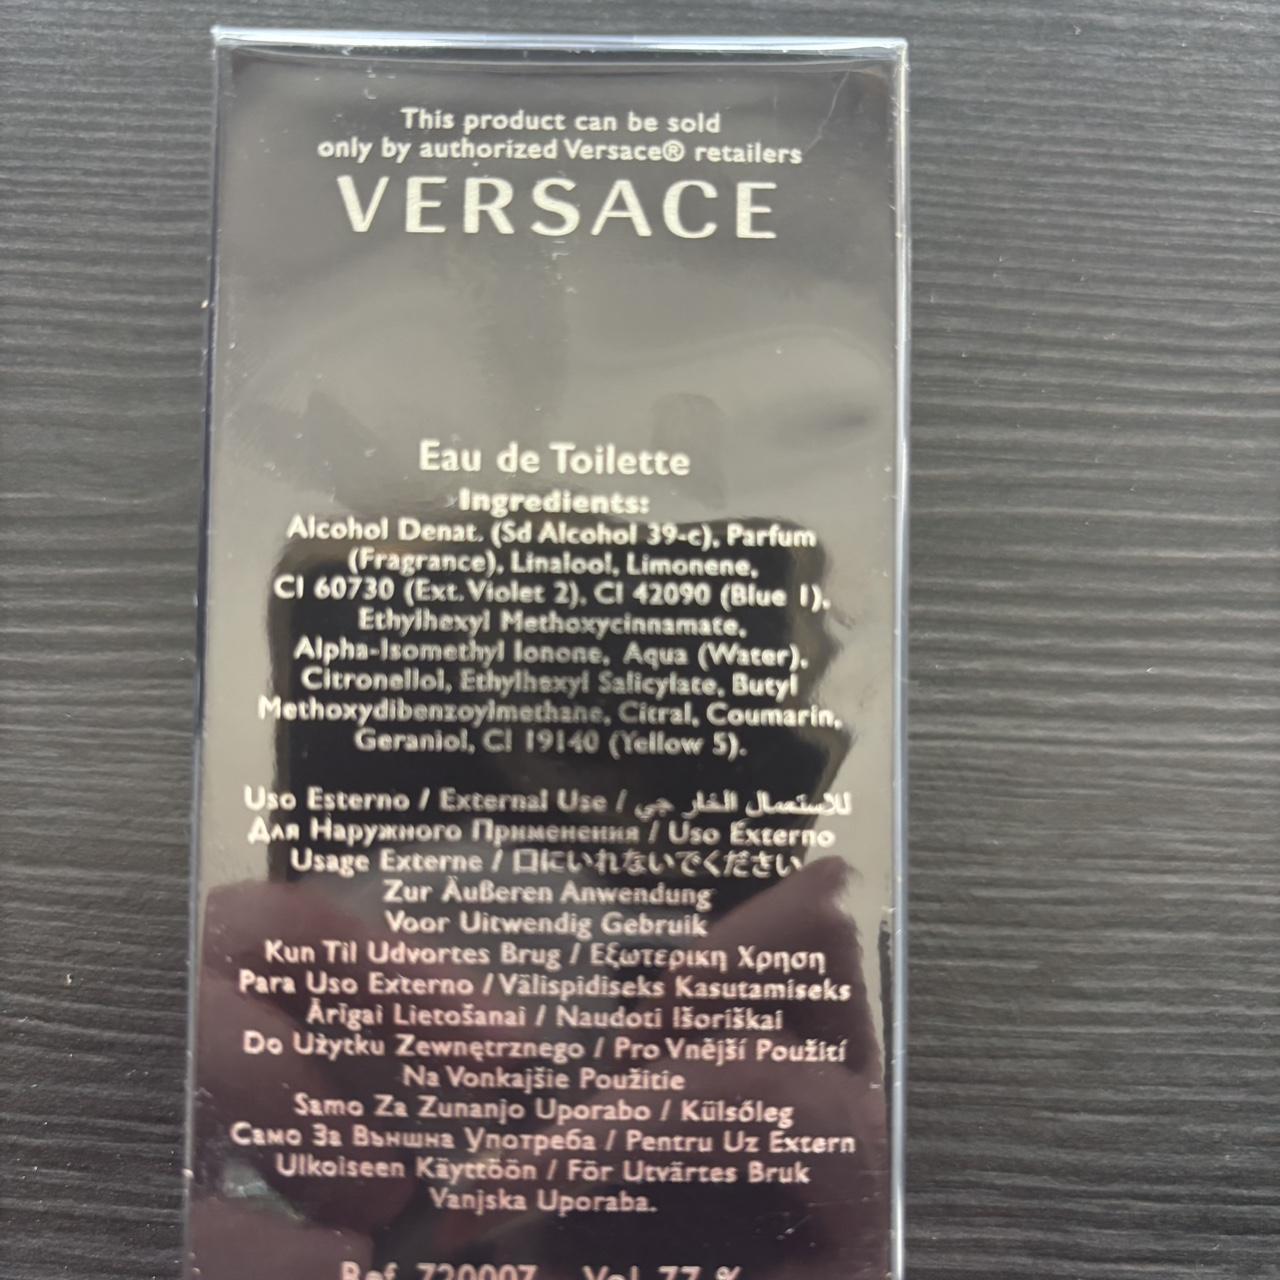 This product can be sold
only by authorized Versace® retailers
VERSACE
Eau de Toilette
Ingredients:
Alcohol Denat. (Sd Alcohol 39-c), Parfum
(Fragrance), Linalool, Limonene,
CI 60730 (Ext. Violet 2), CI 42090 (Blue 1),
Ethylhexyl Methoxycinnamate,
Alpha-Isomethyl Ionone, Aqua (Water),
Citronellol, Ethylhexyl Salicylate, Butyl
Methoxydibenzoylmethane, Citral, Coumarin,
Geraniol, CI 19140 (Yellow 5).
Uso Esterno / External Use / للاستعمال الخار جي
Для Наружного Применения / Uso Externo
Usage Externe / 口にいれないでください
Zur Äußeren Anwendung
Voor Uitwendig Gebruik
Kun Til Udvortes Brug / Εξωτερικη Χρηση
Para Uso Externo / Välispidiseks Kasutamiseks
Ārīgai Lietošanai / Naudoti Išoriškai
Do Użytku Zewnętrznego / Pro Vnější Použití
Na Vonkajšie Použitie
Samo Za Zunanjo Uporabo / Külsőleg
Само За Външна Употреба / Pentru Uz Extern
Ulkoiseen Käyttöön / För Utvärtes Bruk
Vanjska Uporaba.
Ref. 720007 Vol. 77 %